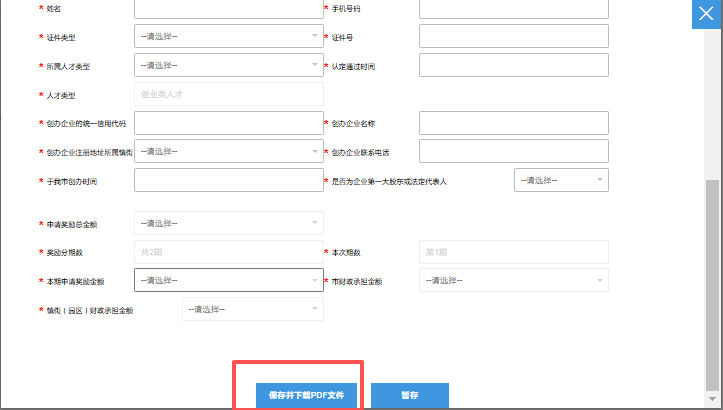 * 姓名 * 手机号码
* 证件类型 --请选择-- * 证件号
* 所属人才类型 --请选择-- * 认定通过时间
* 人才类型 创业类人才
* 创办企业的统一信用代码 * 创办企业名称
* 创办企业注册地址所属镇街 --请选择-- * 创办企业联系电话
* 于我市创办时间 * 是否为企业第一大股东或法定代表人 --请选择--
* 申请奖励总金额 --请选择--
* 奖励分期数 共2期 * 本次期数 第1期
* 本期申请奖励金额 --请选择-- * 市财政承担金额 --请选择--
* 镇街（园区）财政承担金额 --请选择--
保存并下载PDF文件 暂存